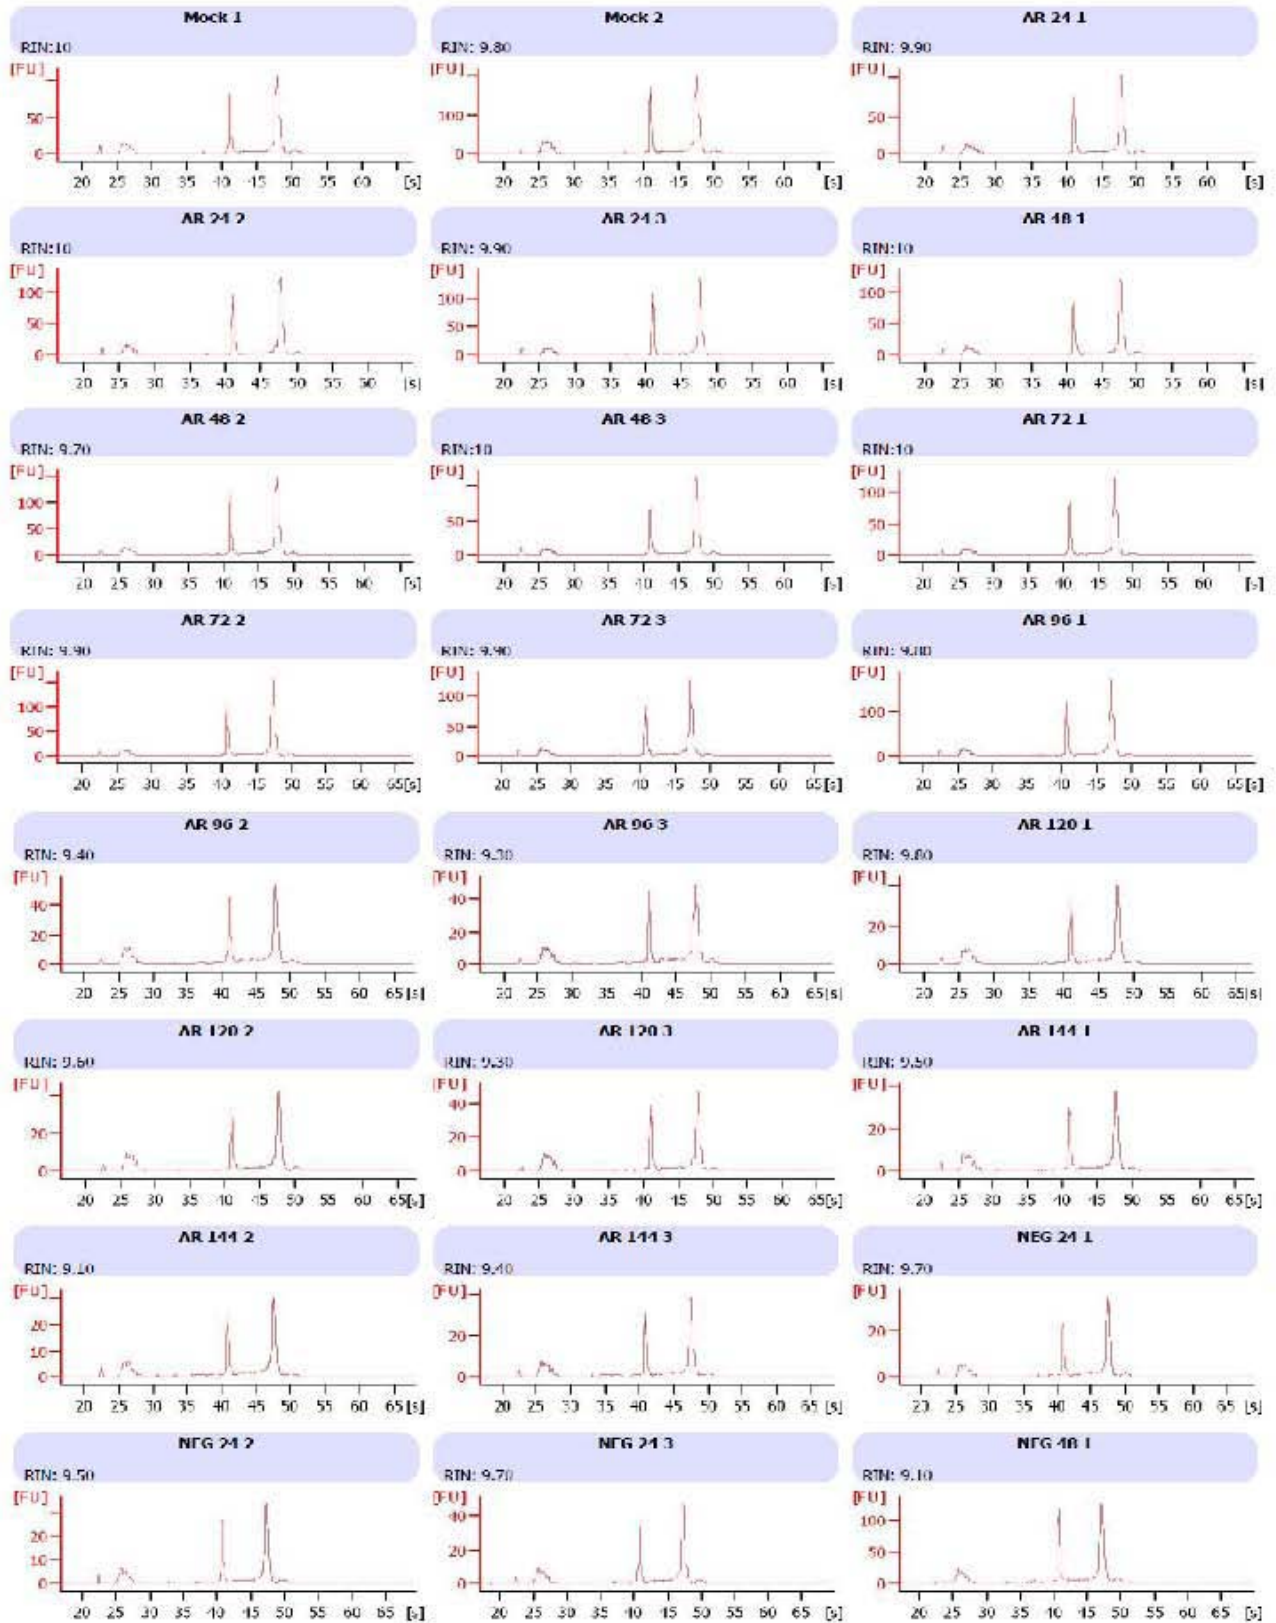 Mock 1 Mock 2 AR 24 1
RIN:10 RIN: 9.80 RIN: 9.90
[FU] [FU] [FU]
50 100 50
0 0 0
20 25 30 35 40 45 50 55 60 [s] 20 25 30 35 40 45 50 55 60 65 [s] 20 25 30 35 40 45 50 55 60 [s]
AR 24 2 AR 24 3 AR 48 1
RIN:10 RIN: 9.90 RIN:10
[FU] [FU] [FU]
100 100 100
50 50 50
0 0 0
20 25 30 35 40 45 50 55 60 [s] 20 25 30 35 40 45 50 55 60 [s] 20 25 30 35 40 45 50 55 60 [s]
AR 48 2 AR 48 3 AR 72 1
RIN: 9.70 RIN:10 RIN:10
[FU] [FU] [FU]
100 100
50 50 50
0 0 0
20 25 30 35 40 45 50 55 60 [s] 20 25 30 35 40 45 50 55 60 [s] 20 25 30 35 40 45 50 55 60 [s]
AR 72 2 AR 72 3 AR 96 1
RIN: 9.90 RIN: 9.90 RIN: 9.80
[FU] [FU] [FU]
100 100 100
50 50
0 0 0
20 25 30 35 40 45 50 55 60 65 [s] 20 25 30 35 40 45 50 55 60 65 [s] 20 25 30 35 40 45 50 55 60 65 [s]
AR 96 2 AR 96 3 AR 120 1
RIN: 9.40 RIN: 9.30 RIN: 9.80
[FU] [FU] [FU]
40 40
20 20 20
0 0 0
20 25 30 35 40 45 50 55 60 65 [s] 20 25 30 35 40 45 50 55 60 65 [s] 20 25 30 35 40 45 50 55 60 65 [s]
AR 120 2 AR 120 3 AR 144 1
RIN: 9.60 RIN: 9.30 RIN: 9.50
[FU] [FU] [FU]
40
20 20 20
0 0 0
20 25 30 35 40 45 50 55 60 65 [s] 20 25 30 35 40 45 50 55 60 65 [s] 20 25 30 35 40 45 50 55 60 65 [s]
AR 144 2 AR 144 3 NEG 24 1
RIN: 9.10 RIN: 9.40 RIN: 9.70
[FU] [FU] [FU]
20 20 20
10
0 0 0
20 25 30 35 40 45 50 55 60 65 [s] 20 25 30 35 40 45 50 55 60 65 [s] 20 25 30 35 40 45 50 55 60 65 [s]
NEG 24 2 NEG 24 3 NEG 48 1
RIN: 9.50 RIN: 9.70 RIN: 9.10
[FU] [FU] [FU]
40 100
20 20 50
10
0 0 0
20 25 30 35 40 45 50 55 60 65 [s] 20 25 30 35 40 45 50 55 60 65 [s] 20 25 30 35 40 45 50 55 60 65 [s]